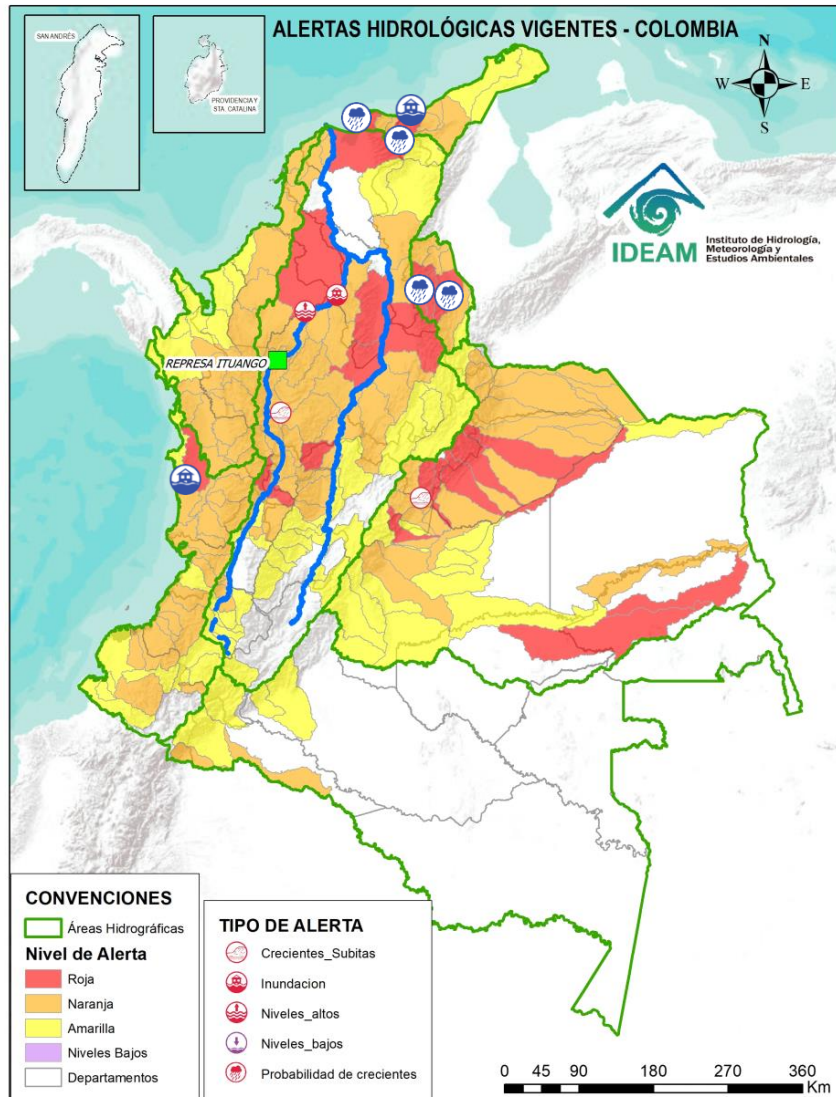 ALERTAS HIDROLÓGICAS VIGENTES - COLOMBIA
SAN ANDRÉS
PROVIDENCIA Y
STA. CATALINA
N
W
E
S
IDEAM
Instituto de Hidrología,
Meteorología y
Estudios Ambientales
REPRESA ITUANGO
CONVENCIONES
Áreas Hidrográficas
Nivel de Alerta
Roja
Naranja
Amarilla
Niveles Bajos
Departamentos
TIPO DE ALERTA
Crecientes_Subitas
Inundacion
Niveles_altos
Niveles_bajos
Probabilidad de crecientes
0 45 90 180 270 360
Km